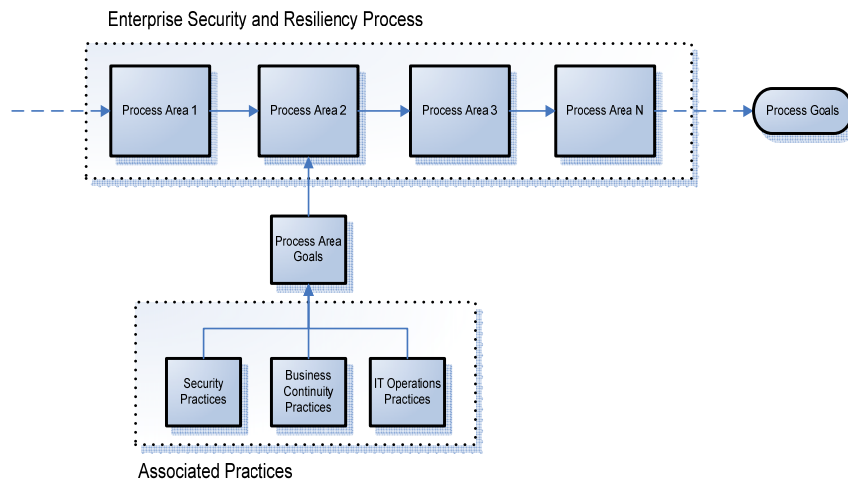 Enterprise Security and Resiliency Process
Process Area 1
Process Area 2
Process Area 3
Process Area N
Process Goals
Process Area
Goals
Security
Practices
Business
Continuity
Practices
IT Operations
Practices
Associated Practices